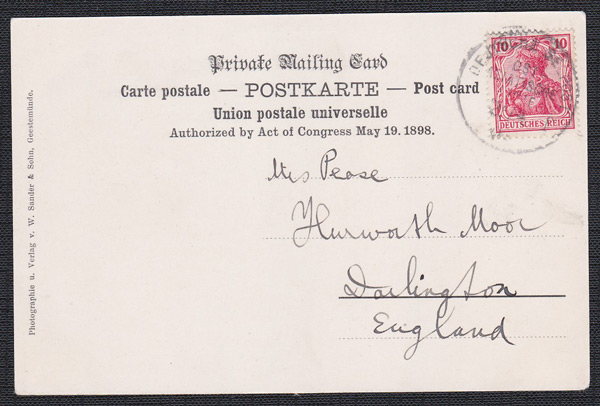 Private Mailing Card
Carte postale — POSTKARTE — Post card
Union postale universelle
Authorized by Act of Congress May 19. 1898.
10 10
DEUTSCHES REICH
Mrs Pease
Hurworth Moor
Darlington
England
Photographie u. Verlag v. W. Sander & Sohn, Geestemünde.